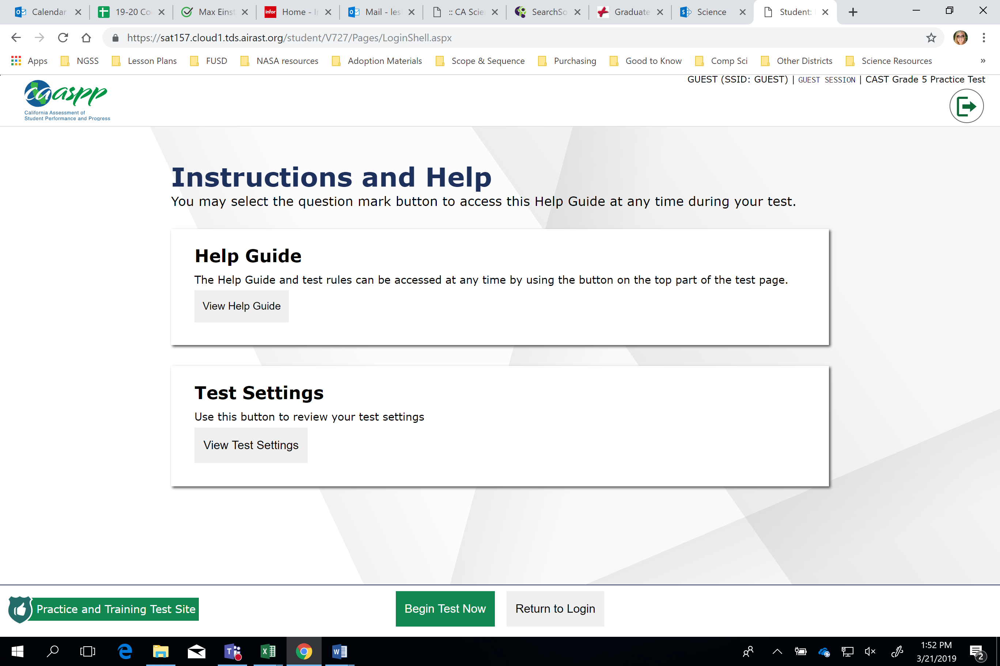 Calendar
19-20 Co
Max Einst
infor Home - I
Mail - les
:: CA Scie
SearchSo
Graduate
Science
Student:
https://sat157.cloud1.tds.airast.org/student/V727/Pages/LoginShell.aspx
Apps NGSS Lesson Plans FUSD NASA resources Adoption Materials Scope & Sequence Purchasing Good to Know Comp Sci Other Districts Science Resources »
GUEST (SSID: GUEST) | GUEST SESSION | CAST Grade 5 Practice Test
caaspp
California Assessment of
Student Performance and Progress
Instructions and Help
You may select the question mark button to access this Help Guide at any time during your test.
Help Guide
The Help Guide and test rules can be accessed at any time by using the button on the top part of the test page.
View Help Guide
Test Settings
Use this button to review your test settings
View Test Settings
Practice and Training Test Site
Begin Test Now
Return to Login
1:52 PM
3/21/2019
2